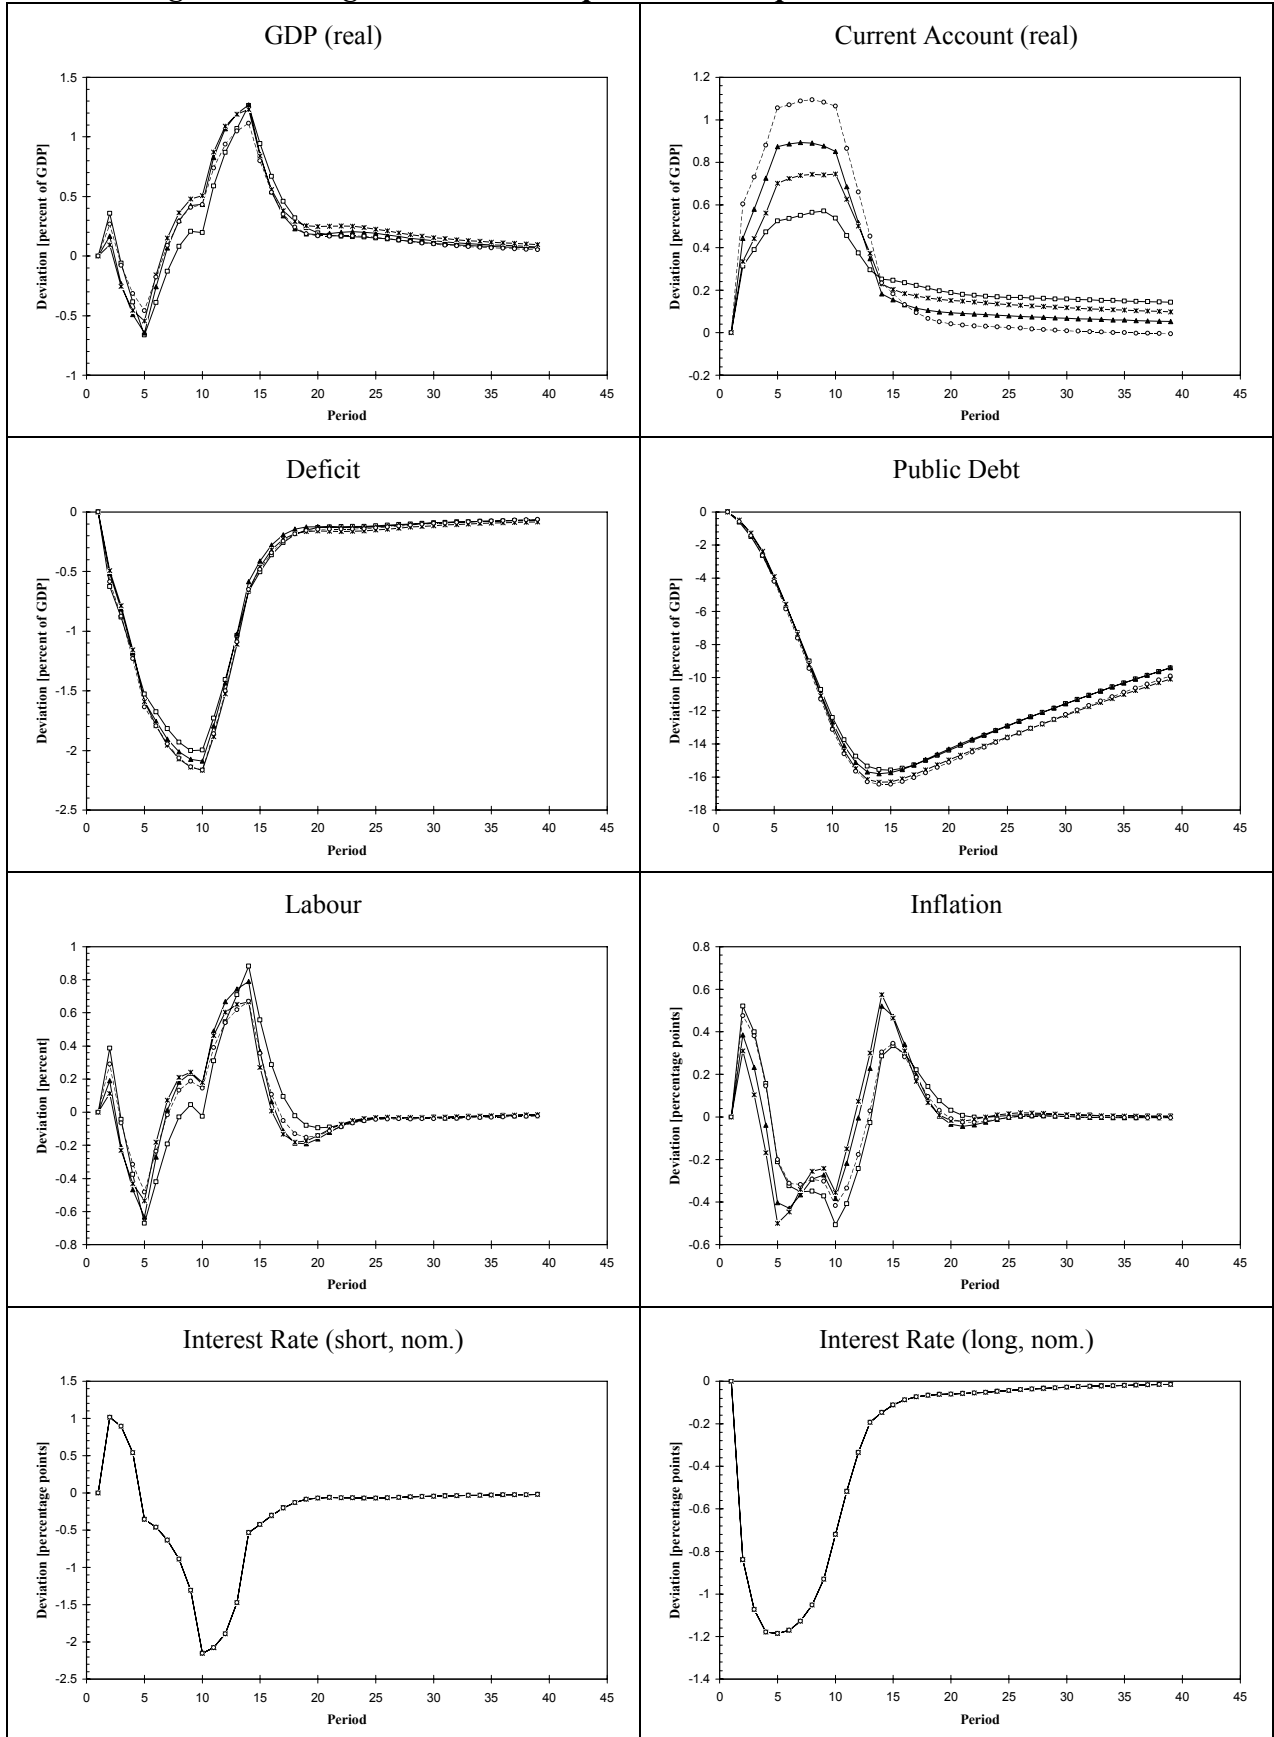 GDP (real)
1.5
1
0.5
0
-0.5
-1
Deviation [percent of GDP]
0 5 10 15 20 25 30 35 40 45
Period
Current Account (real)
1.2
1
0.8
0.6
0.4
0.2
0
-0.2
Deviation [percent of GDP]
0 5 10 15 20 25 30 35 40 45
Period
Deficit
0
-0.5
-1
-1.5
-2
-2.5
Deviation [percent of GDP]
0 5 10 15 20 25 30 35 40 45
Period
Public Debt
0
-2
-4
-6
-8
-10
-12
-14
-16
-18
Deviation [percent of GDP]
0 5 10 15 20 25 30 35 40 45
Period
Labour
1
0.8
0.6
0.4
0.2
0
-0.2
-0.4
-0.6
-0.8
Deviation [percent]
0 5 10 15 20 25 30 35 40 45
Period
Inflation
0.8
0.6
0.4
0.2
0
-0.2
-0.4
-0.6
Deviation [percentage points]
0 5 10 15 20 25 30 35 40 45
Period
Interest Rate (short, nom.)
1.5
1
0.5
0
-0.5
-1
-1.5
-2
-2.5
Deviation [percentage points]
0 5 10 15 20 25 30 35 40 45
Period
Interest Rate (long, nom.)
0
-0.2
-0.4
-0.6
-0.8
-1
-1.2
-1.4
Deviation [percentage points]
0 5 10 15 20 25 30 35 40 45
Period